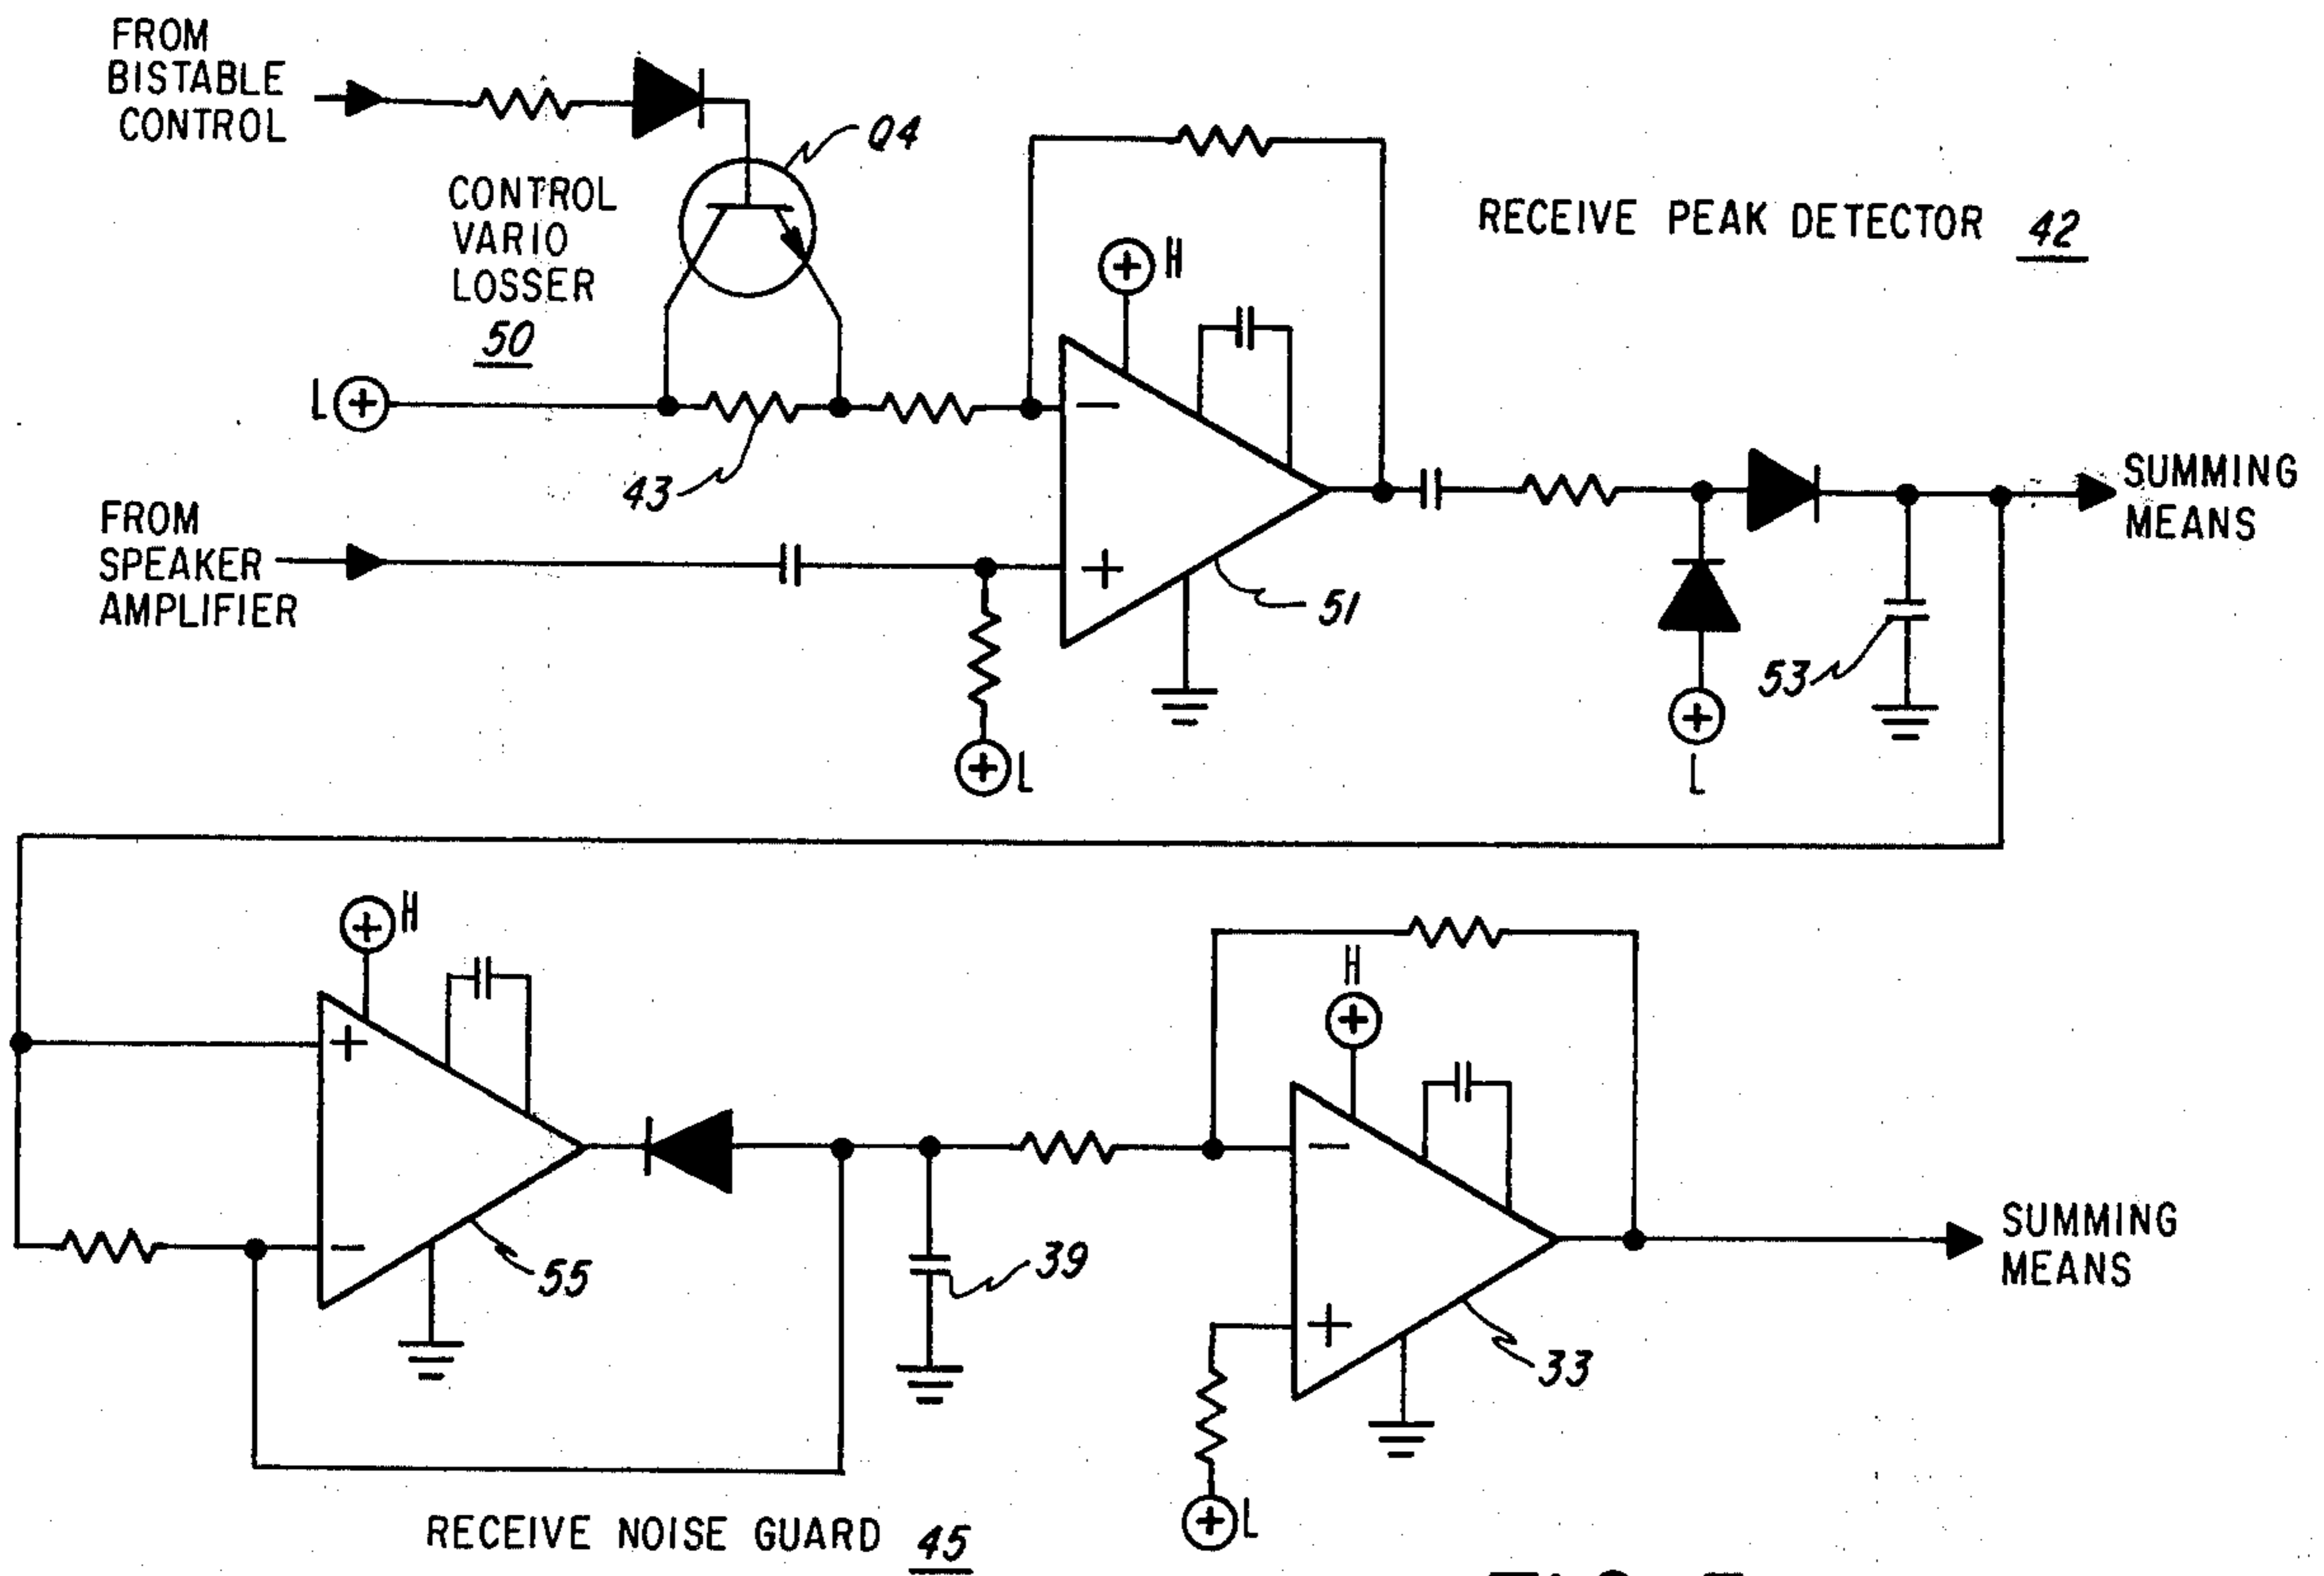 FROM
BISTABLE
CONTROL
Q4
CONTROL
VARIO
LOSSER
50
RECEIVE PEAK DETECTOR 42
H
L
43
FROM
SPEAKER
AMPLIFIER
51
SUMMING
MEANS
53
L
L
H
H
55
39
33
SUMMING
MEANS
L
RECEIVE NOISE GUARD 45